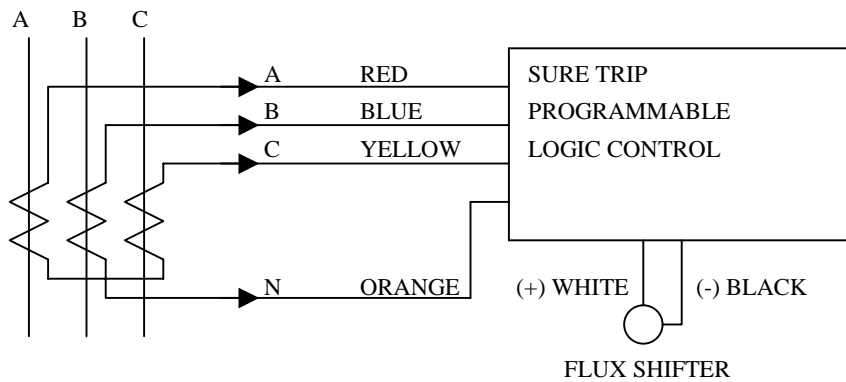 A B C
A RED
B BLUE
C YELLOW
N ORANGE
SURE TRIP
PROGRAMMABLE
LOGIC CONTROL
(+) WHITE
(-) BLACK
FLUX SHIFTER